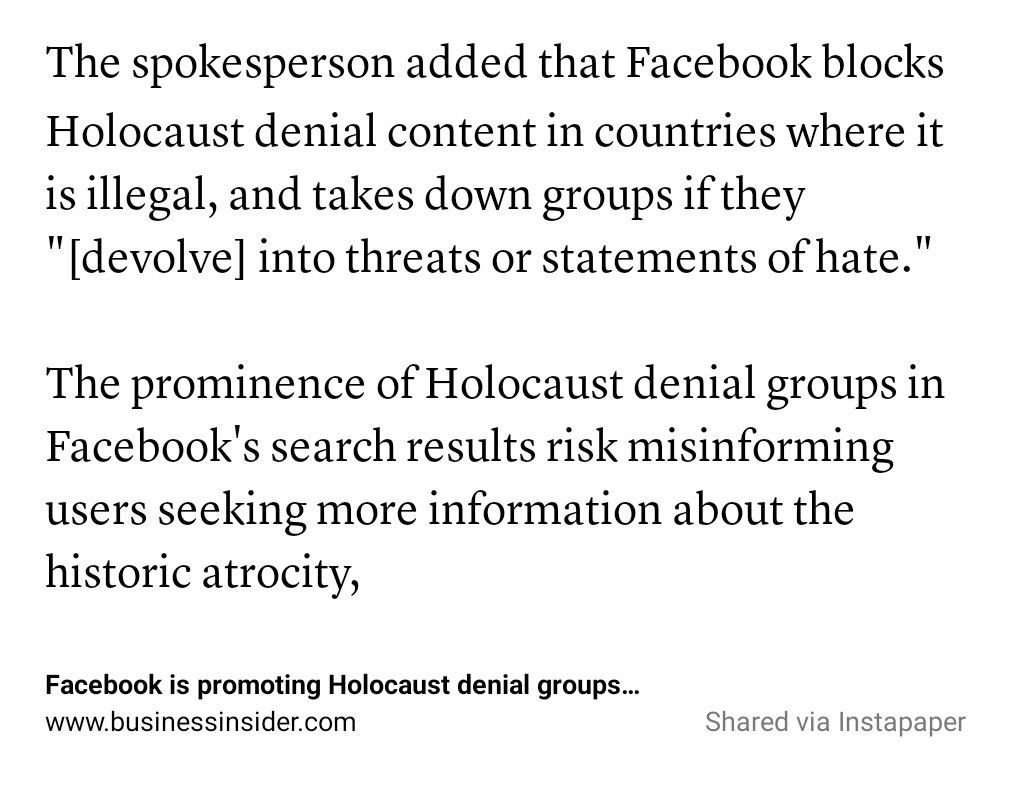 The spokesperson added that Facebook blocks
Holocaust denial content in countries where it
is illegal, and takes down groups if they
"[devolve] into threats or statements of hate."
The prominence of Holocaust denial groups in
Facebook's search results risk misinforming
users seeking more information about the
historic atrocity,
Facebook is promoting Holocaust denial groups…
www.businessinsider.com
Shared via Instapaper